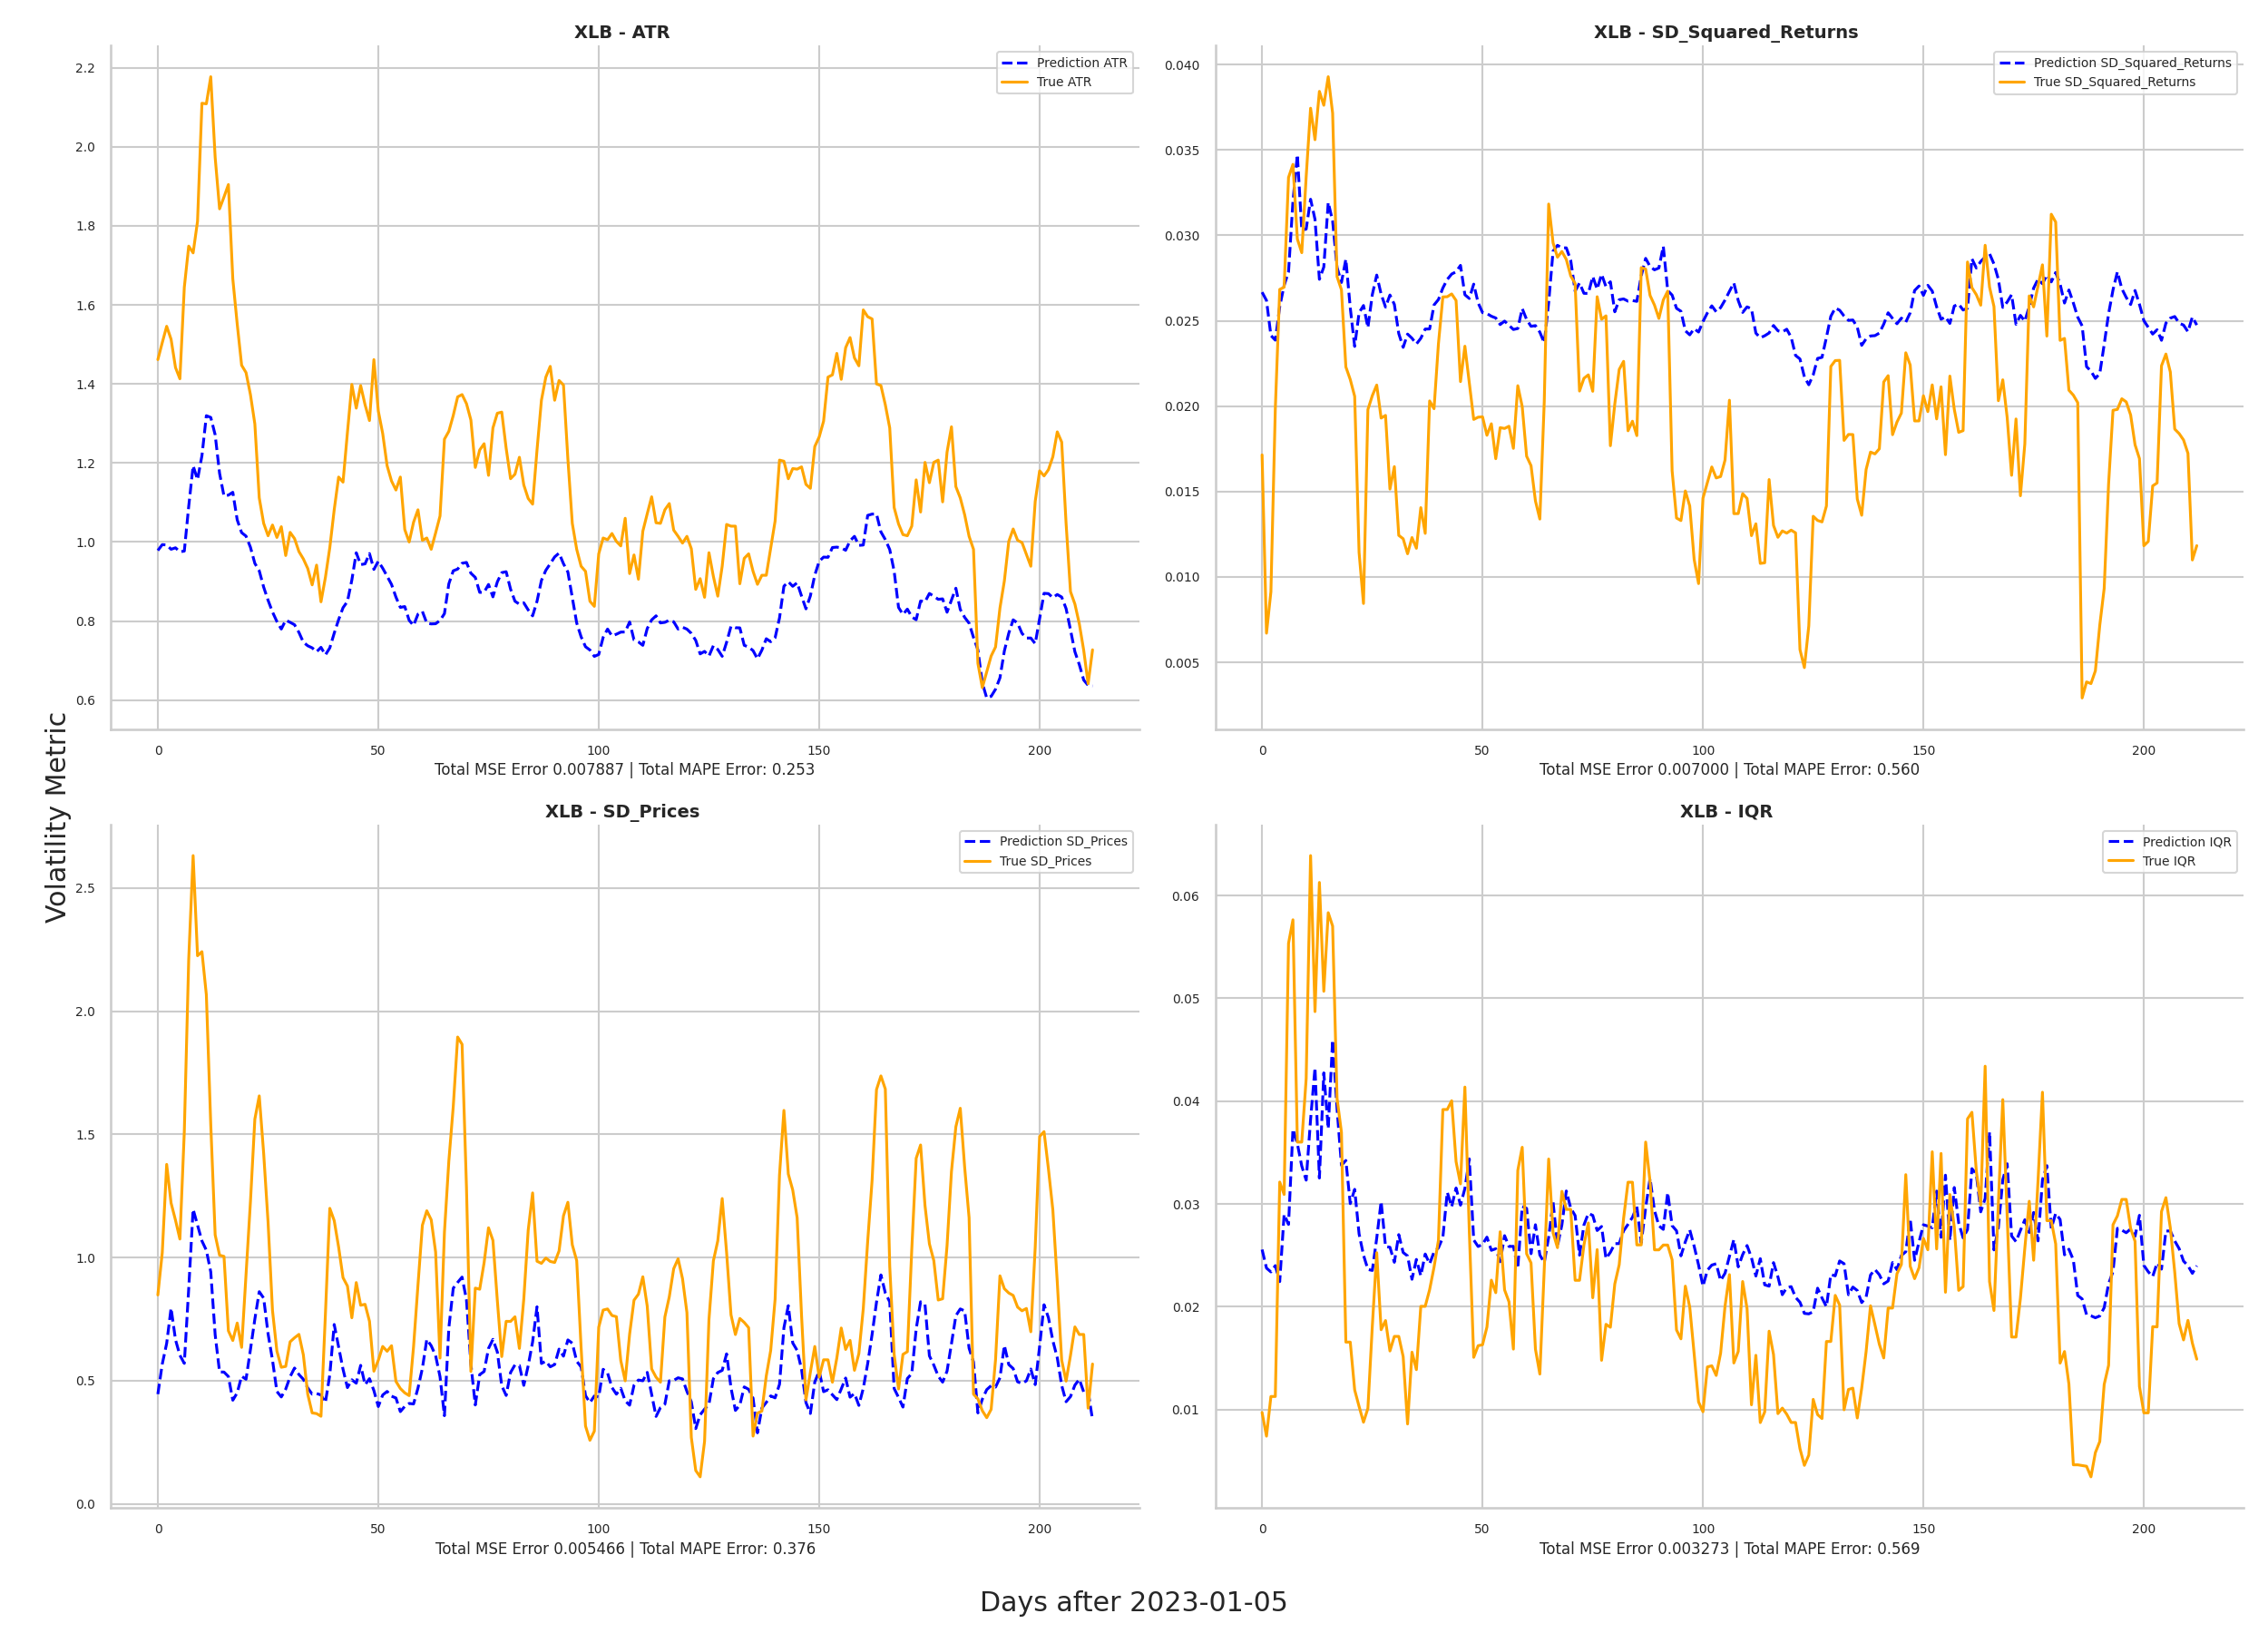 XLB - ATR
Prediction ATR
True ATR
2.2
2.0
1.8
1.6
1.4
1.2
1.0
0.8
0.6
0
50
100
150
200
Total MSE Error 0.007887 | Total MAPE Error: 0.253
XLB - SD_Squared_Returns
Prediction SD_Squared_Returns
True SD_Squared_Returns
0.040
0.035
0.030
0.025
0.020
0.015
0.010
0.005
0
50
100
150
200
Total MSE Error 0.007000 | Total MAPE Error: 0.560
Volatility Metric
XLB - SD_Prices
Prediction SD_Prices
True SD_Prices
2.5
2.0
1.5
1.0
0.5
0.0
0
50
100
150
200
Total MSE Error 0.005466 | Total MAPE Error: 0.376
XLB - IQR
Prediction IQR
True IQR
0.06
0.05
0.04
0.03
0.02
0.01
0
50
100
150
200
Total MSE Error 0.003273 | Total MAPE Error: 0.569
Days after 2023-01-05